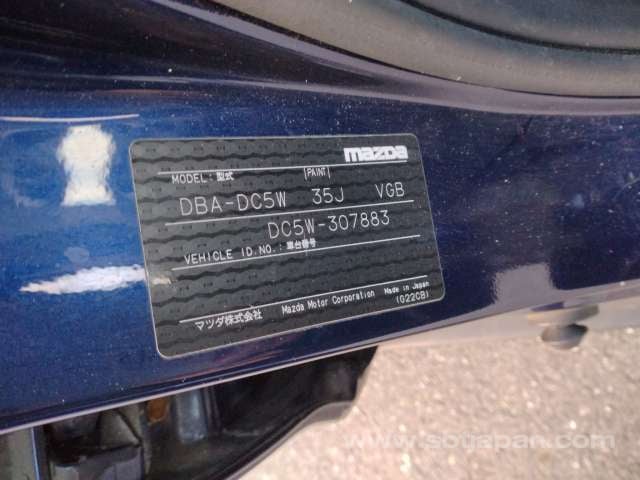 mazda
MODEL: 型式 [PAINT]
DBA-DC5W 35J VGB
DC5W-307883
VEHICLE ID.NO.: 車台番号
マツダ株式会社 Mazda Motor Corporation Made in Japan
(022CB)
www.sbtjapan.com